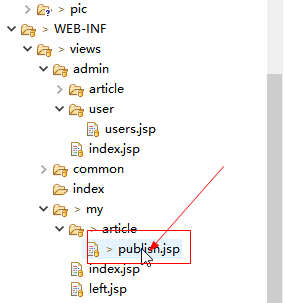 > pic
> WEB-INF
> views
admin
article
user
users.jsp
index.jsp
common
index
> my
> article
> publish.jsp
index.jsp
left.jsp